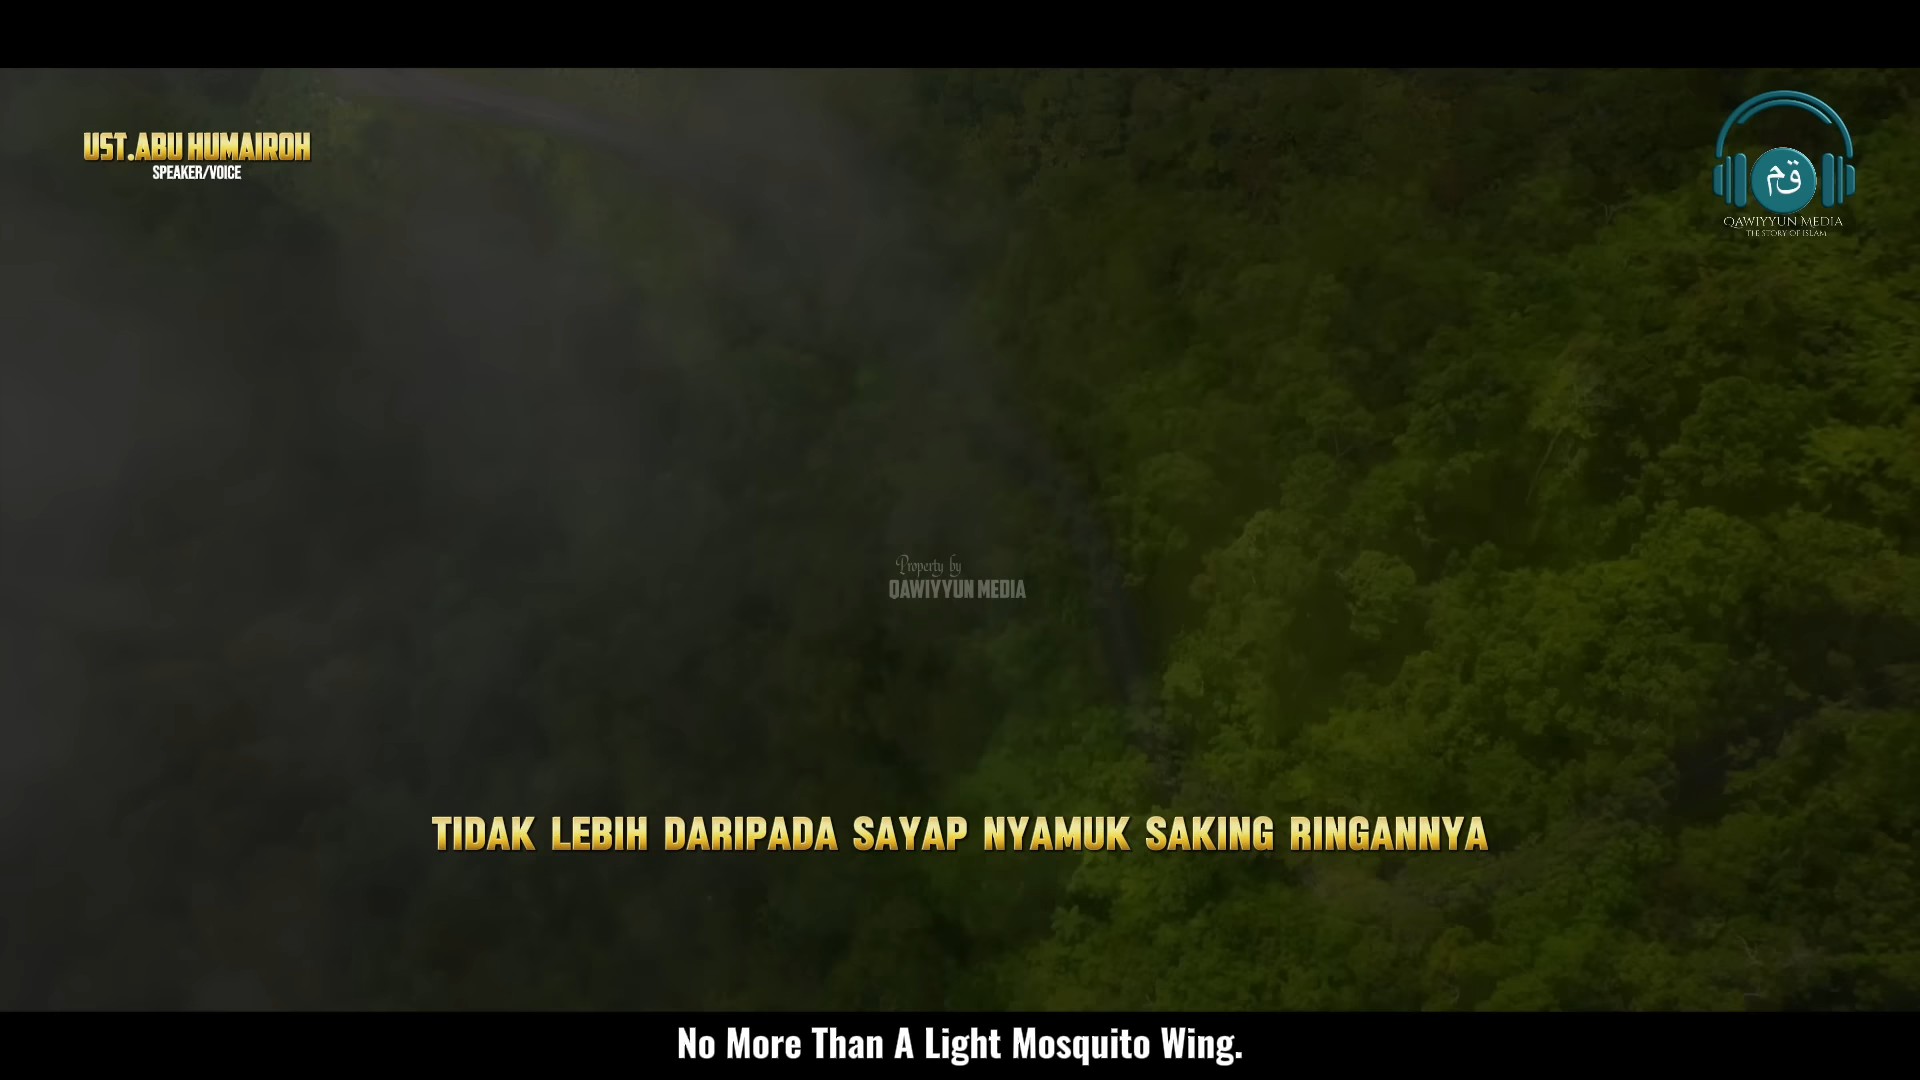 UST.ABU HUMAIROH
SPEAKER/VOICE
قم
QAWIYYUN MEDIA
THE STORY OF ISLAM
Property by
QAWIYYUN MEDIA
TIDAK LEBIH DARIPADA SAYAP NYAMUK SAKING RINGANNYA
No More Than A Light Mosquito Wing.